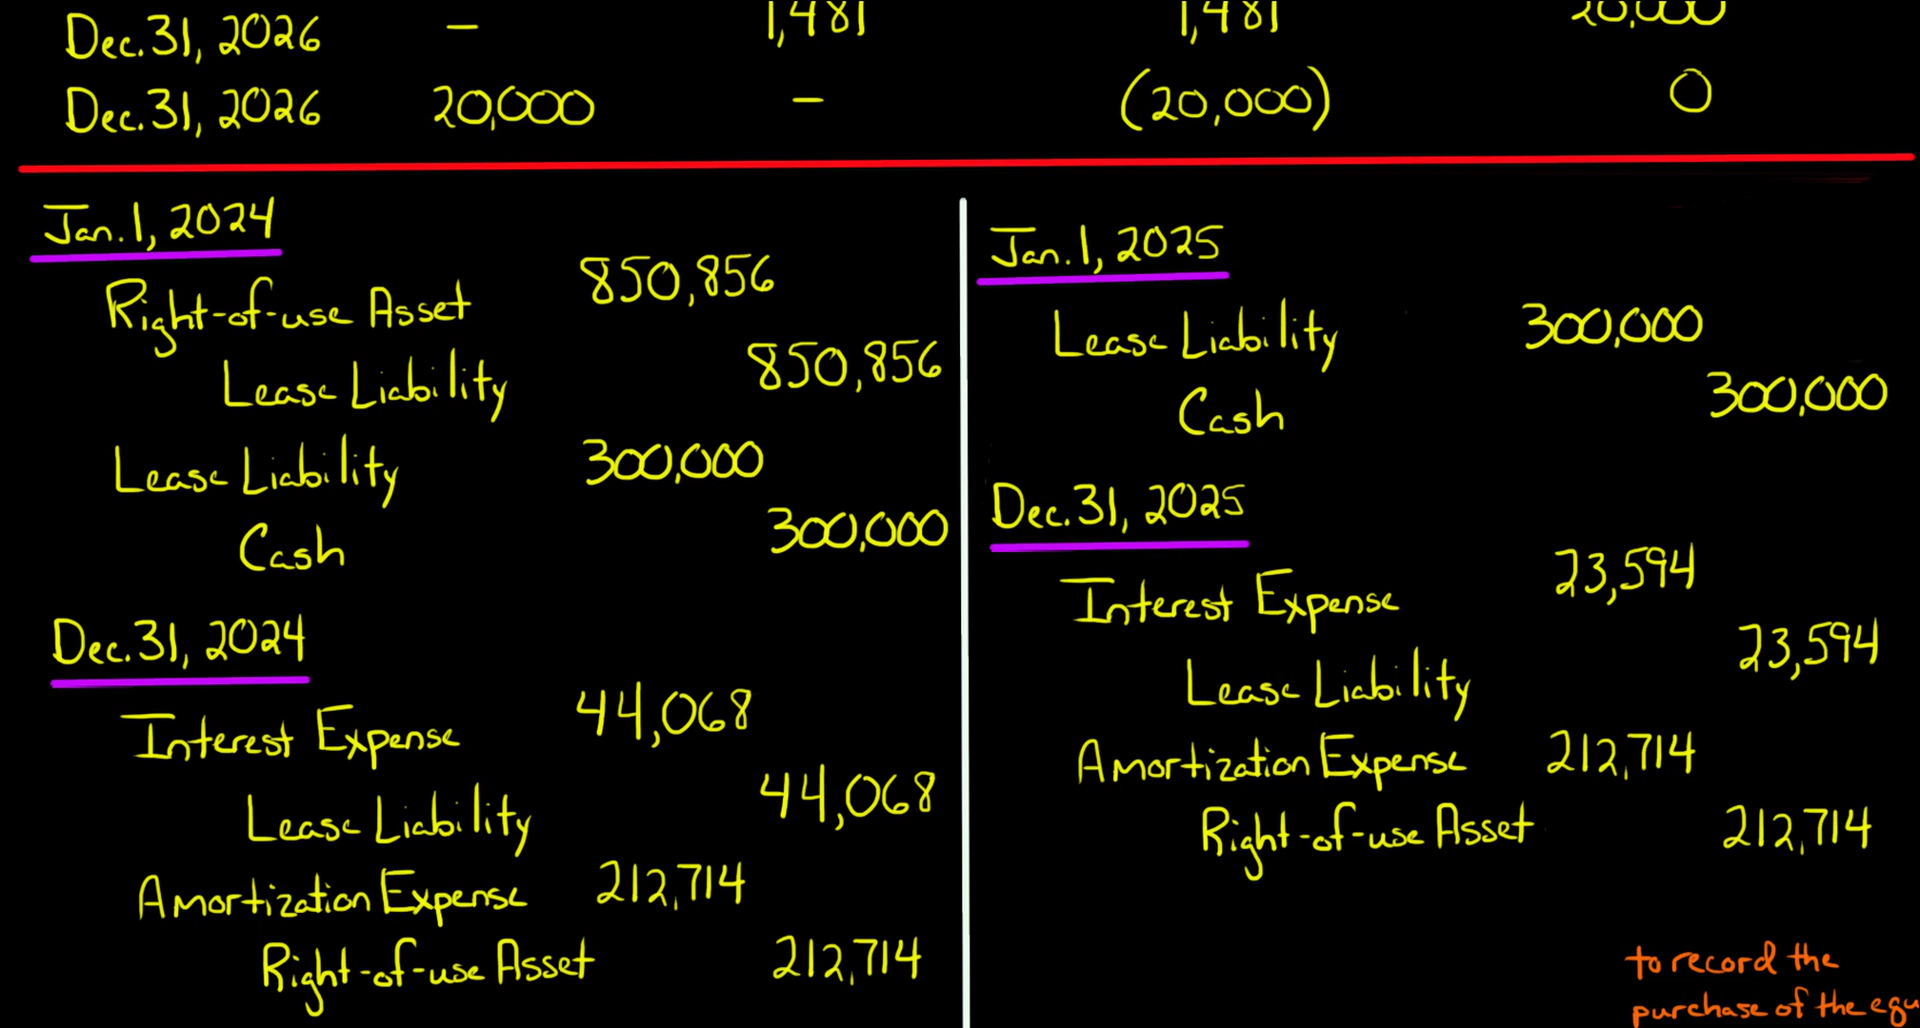 Dec. 31, 2026 - 1,481 1,481 20,000
Dec. 31, 2026 20,000 - (20,000) 0
Jan. 1, 2024
Right-of-use Asset 850,856
Lease Liability 850,856
Lease Liability 300,000
Cash 300,000
Dec. 31, 2024
Interest Expense 44,068
Lease Liability 44,068
Amortization Expense 212,714
Right-of-use Asset 212,714
Jan. 1, 2025
Lease Liability 300,000
Cash 300,000
Dec. 31, 2025
Interest Expense 23,594
Lease Liability 23,594
Amortization Expense 212,714
Right-of-use Asset 212,714
to record the
purchase of the equ